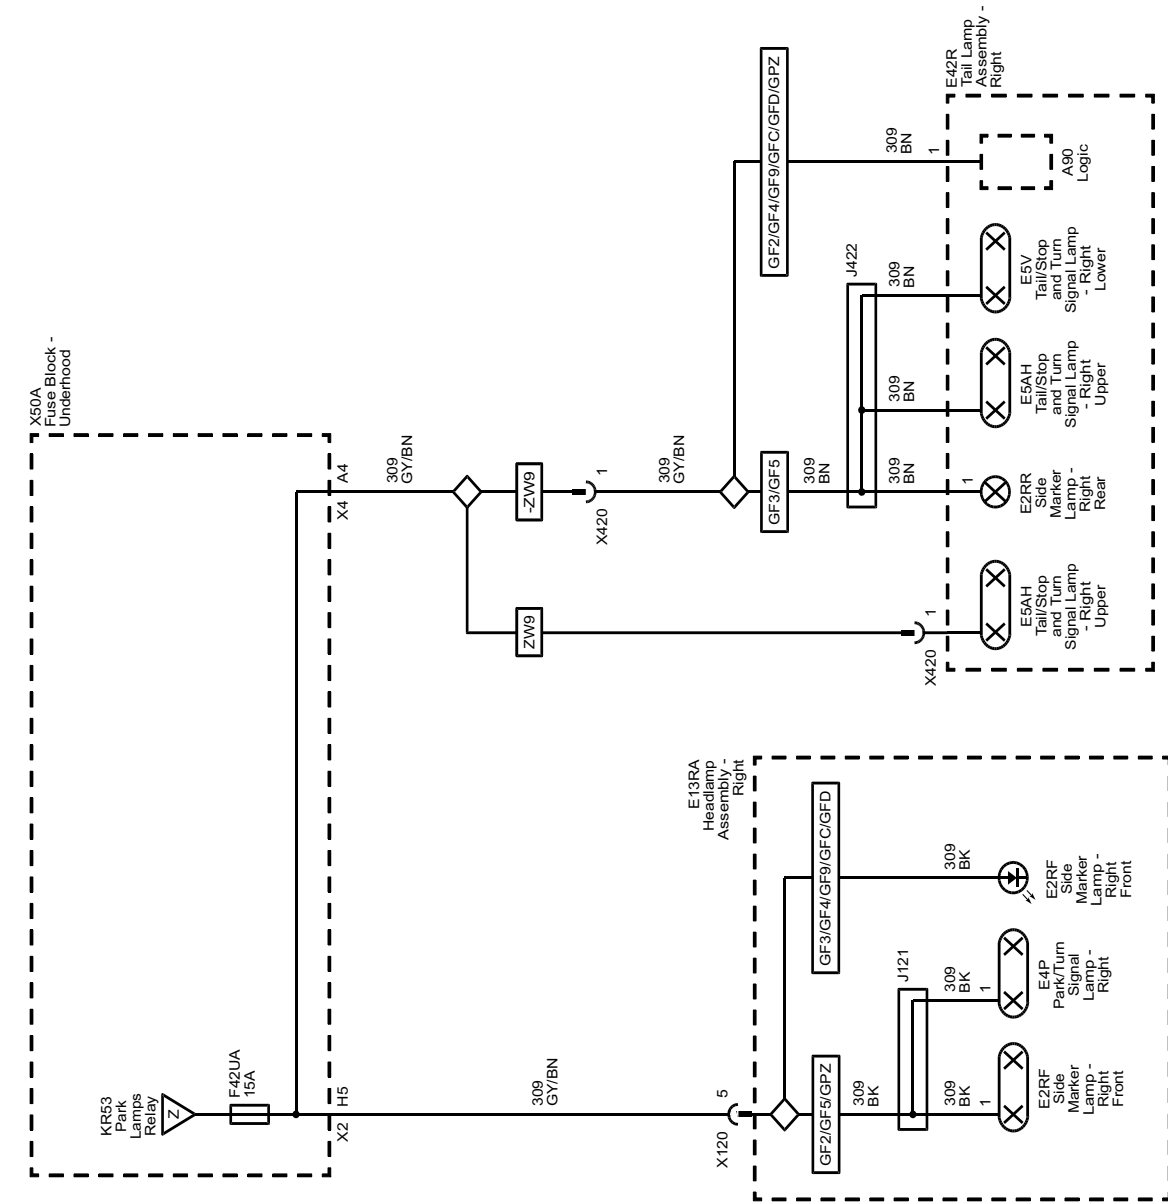 X50A
Fuse Block -
Underhood
KR53
Park
Lamps
Relay
Z
F42UA
15A
X2
H5
X4
A4
309
GY/BN
309
GY/BN
-ZW9
ZW9
X420
1
309
GY/BN
GF3/GF5
GF2/GF4/GF9/GFC/GFD/GPZ
309
BN
J422
309
BN
309
BN
309
BN
309
BN
1
1
X420
1
E42R
Tail Lamp
Assembly -
Right
E5AH
Tail/Stop
and Turn
Signal Lamp
- Right
Upper
E2RR
Side
Marker
Lamp -
Right
Rear
E5AH
Tail/Stop
and Turn
Signal Lamp
- Right
Upper
E5V
Tail/Stop
and Turn
Signal Lamp
- Right
Lower
A90
Logic
X120
5
E13RA
Headlamp
Assembly -
Right
GF2/GF5/GPZ
GF3/GF4/GF9/GFC/GFD
309
BK
J121
309
BK
1
309
BK
1
309
BK
E2RF
Side
Marker
Lamp -
Right
Front
E4P
Park/Turn
Signal
Lamp -
Right
E2RF
Side
Marker
Lamp -
Right
Front